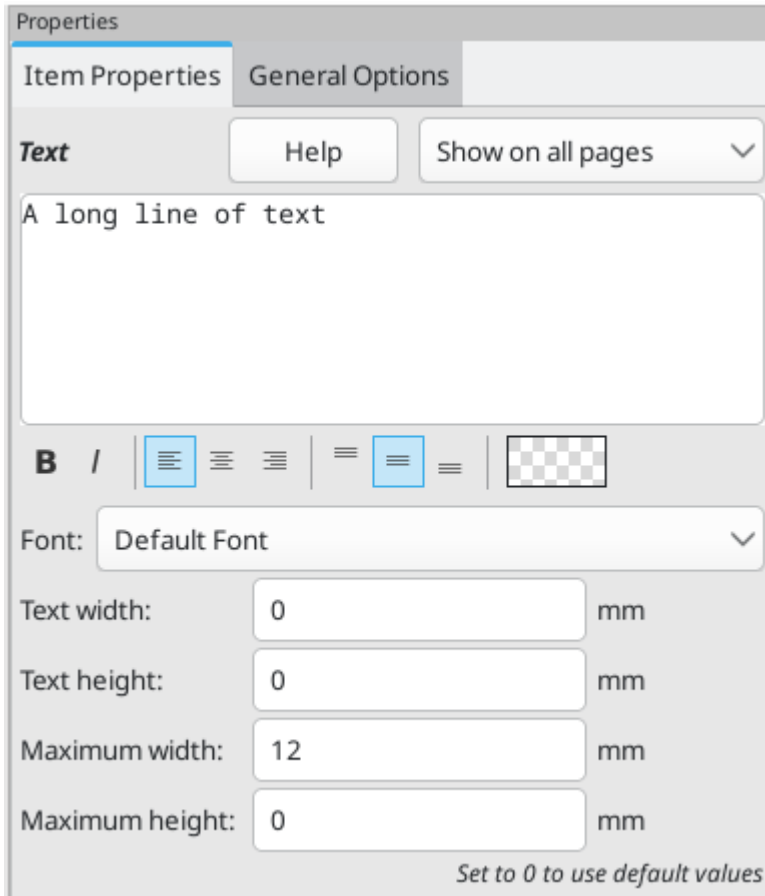 Properties
Item Properties General Options
Text Help Show on all pages
A long line of text
B I
Font: Default Font
Text width: 0 mm
Text height: 0 mm
Maximum width: 12 mm
Maximum height: 0 mm
Set to 0 to use default values